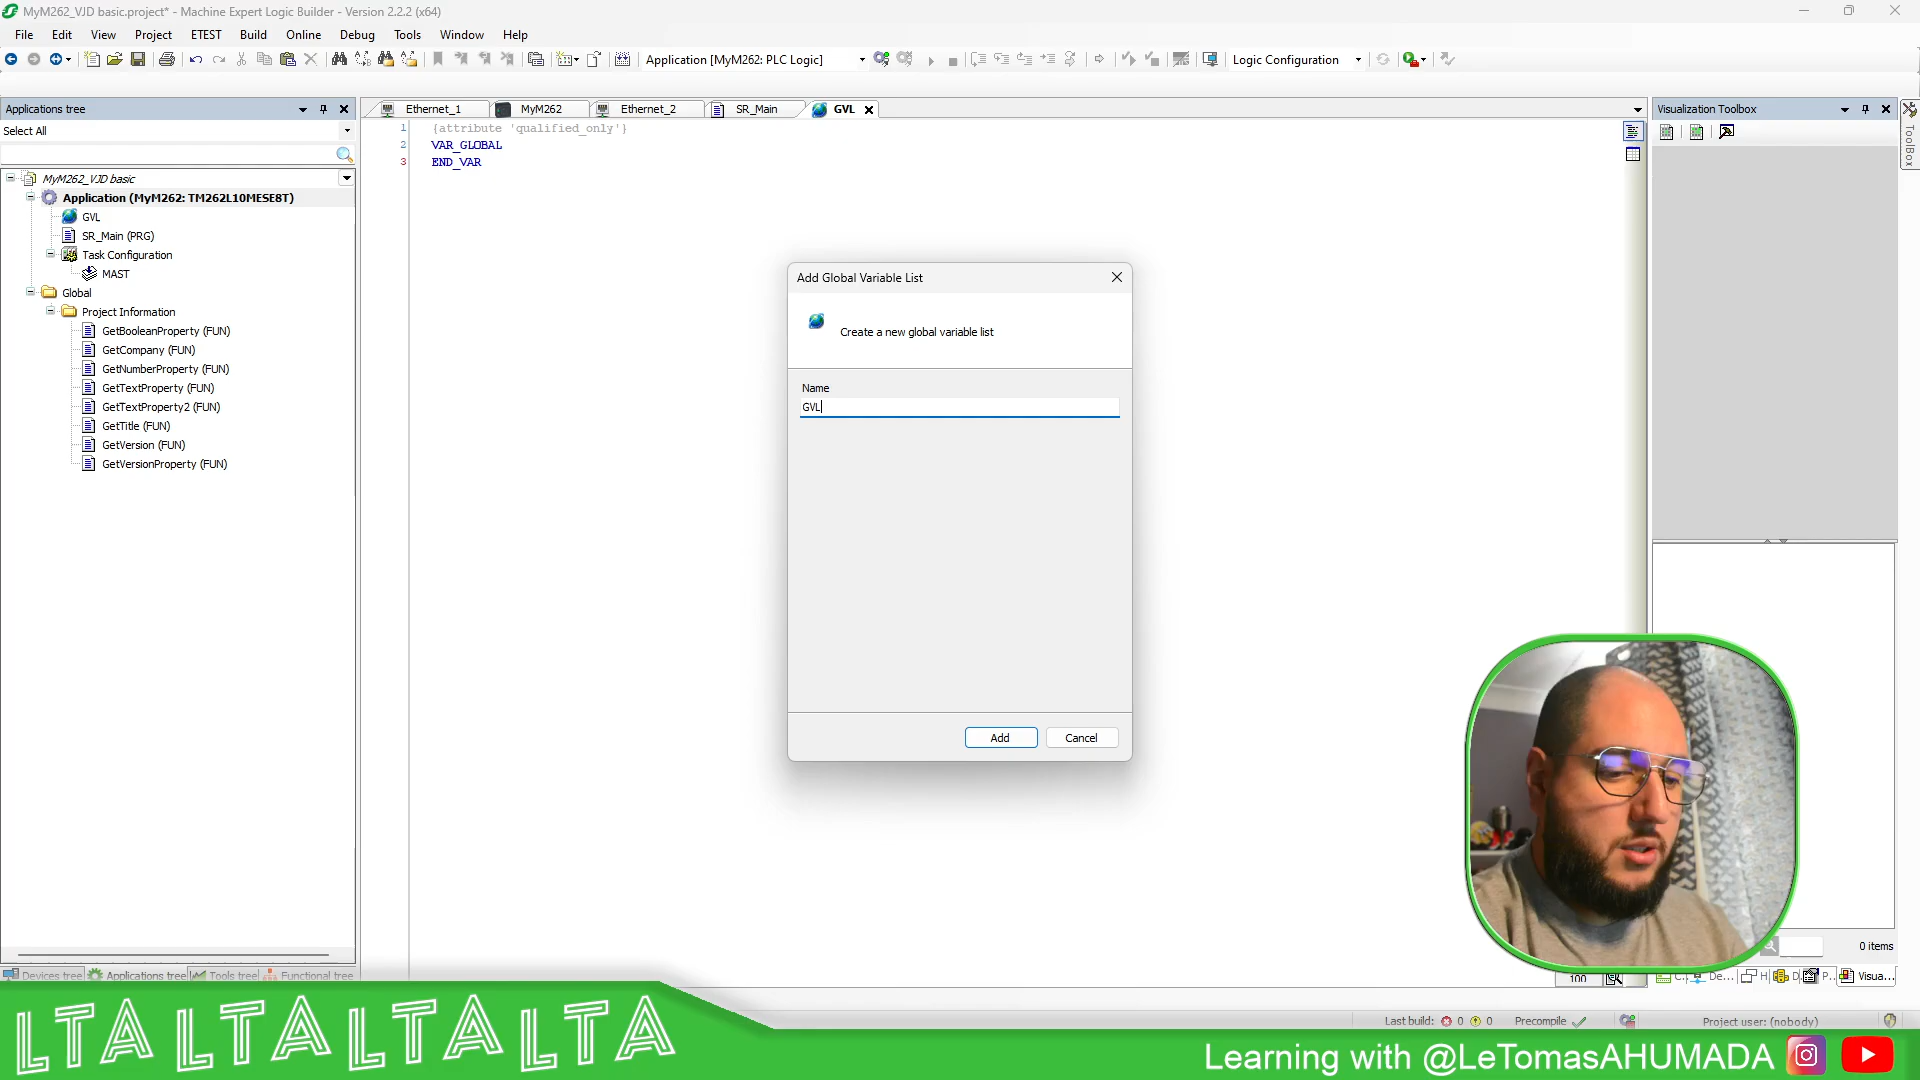 MyM262_VJD basic.project* - Machine Expert Logic Builder - Version 2.2.2 (x64)
File Edit View Project ETEST Build Online Debug Tools Window Help
Application [MyM262: PLC Logic] Logic Configuration
Applications tree
Select All
MyM262_VJD basic
Application (MyM262: TM262L10MESE8T)
GVL
SR_Main (PRG)
Task Configuration
MAST
Global
Project Information
GetBooleanProperty (FUN)
GetCompany (FUN)
GetNumberProperty (FUN)
GetTextProperty (FUN)
GetTextProperty2 (FUN)
GetTitle (FUN)
GetVersion (FUN)
GetVersionProperty (FUN)
Devices tree Applications tree Tools tree Functional tree
Ethernet_1 MyM262 Ethernet_2 SR_Main GVL
1 {attribute 'qualified_only'}
2 VAR_GLOBAL
3 END_VAR
Add Global Variable List
Create a new global variable list
Name
GVL
Add Cancel
Visualization Toolbox
ToolBox
0 items
100
De... H D. P.. Visua...
Last build: 0 0 Precompile Project user: (nobody)
LTALTALTALTA
Learning with @LeTomasAHUMADA